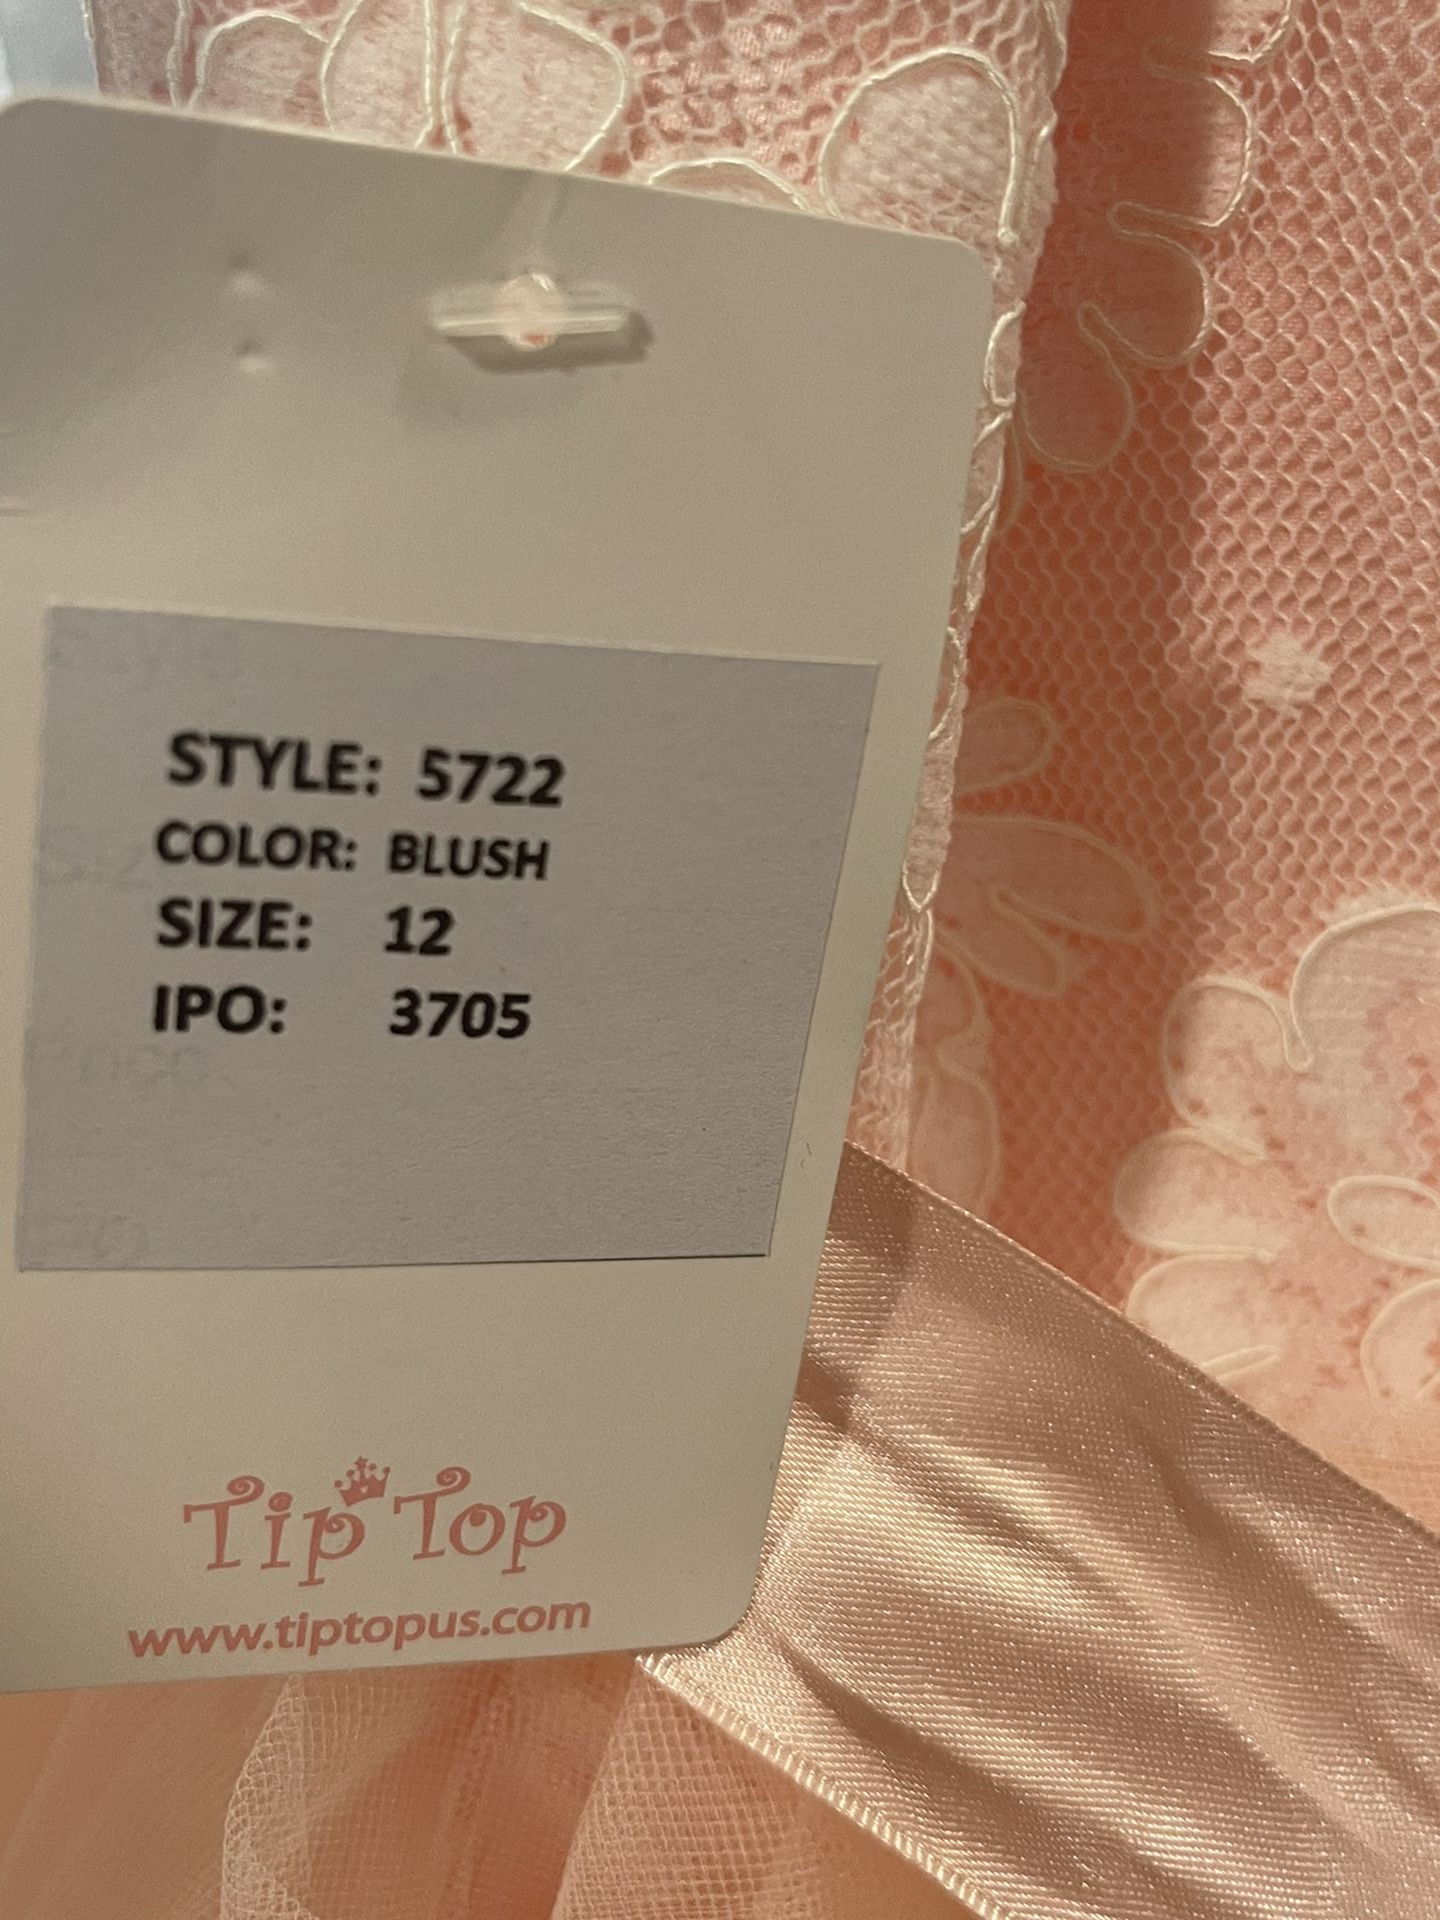 STYLE: 5722
COLOR: BLUSH
SIZE: 12
IPO: 3705
Tip Top
www.tiptopus.com